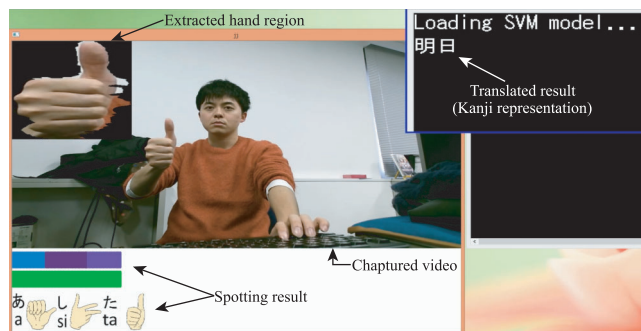 Extracted hand region
Loading SVM model...
明日
Translated result
(Kanji representation)
Chaptured video
Spotting result
あ し た
a si ta